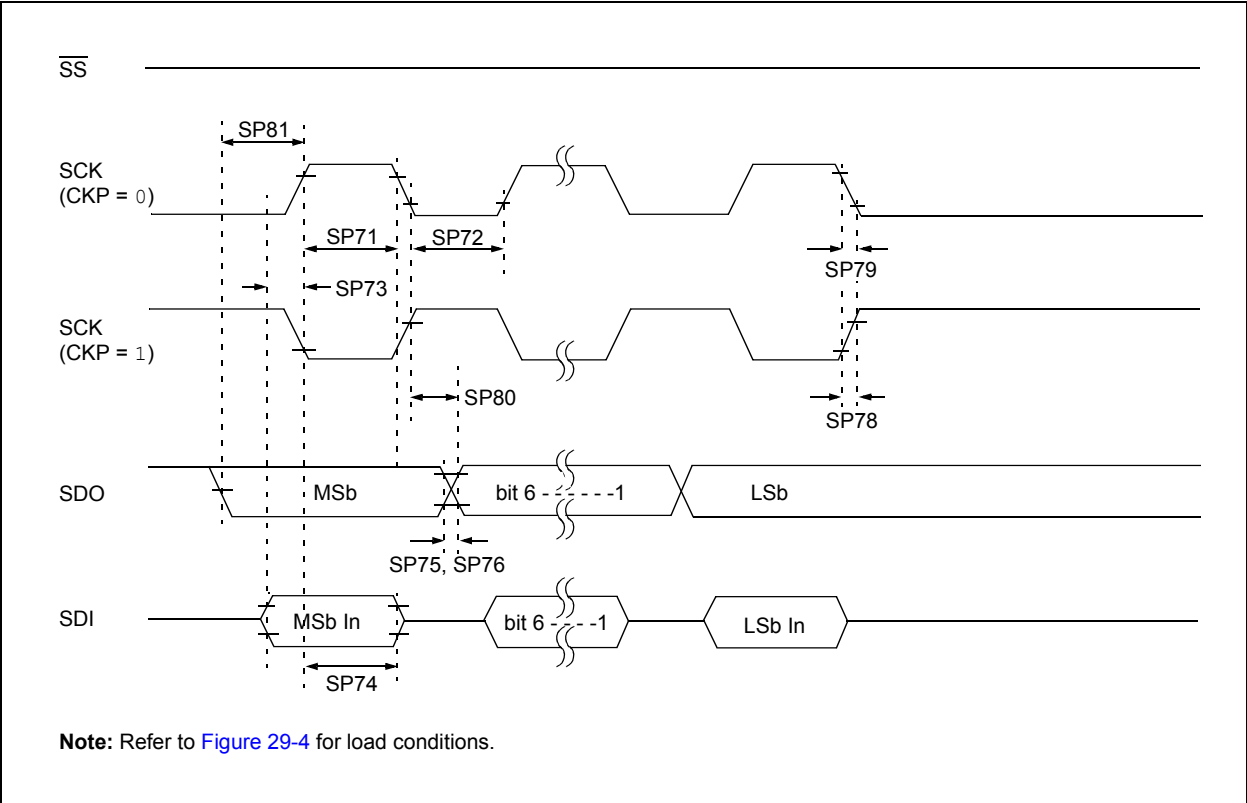 SS
SP81
SCK
(CKP = 0)
SP71
SP72
SP79
SP73
SCK
(CKP = 1)
SP80
SP78
SDO
MSb
bit 6 - - - - - -1
LSb
SP75, SP76
SDI
MSb In
bit 6 - - - -1
LSb In
SP74
Note: Refer to Figure 29-4 for load conditions.